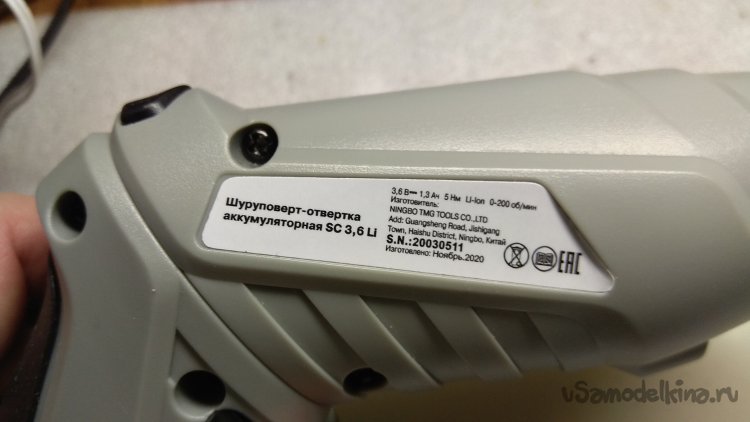 Шуруповерт-отвертка
аккумуляторная SC 3,6 Li
3,6 В 1,3 Ач 5 Нм Li-Ion 0-200 об/мин
Изготовитель:
NINGBO TMG TOOLS CO.,LTD
Add: Guangsheng Road, Jishigang
Town, Haishu District, Ningbo, Китай
S.N.:20030511
Изготовлено: Ноябрь.2020
EAC
uSamodelkina.ru